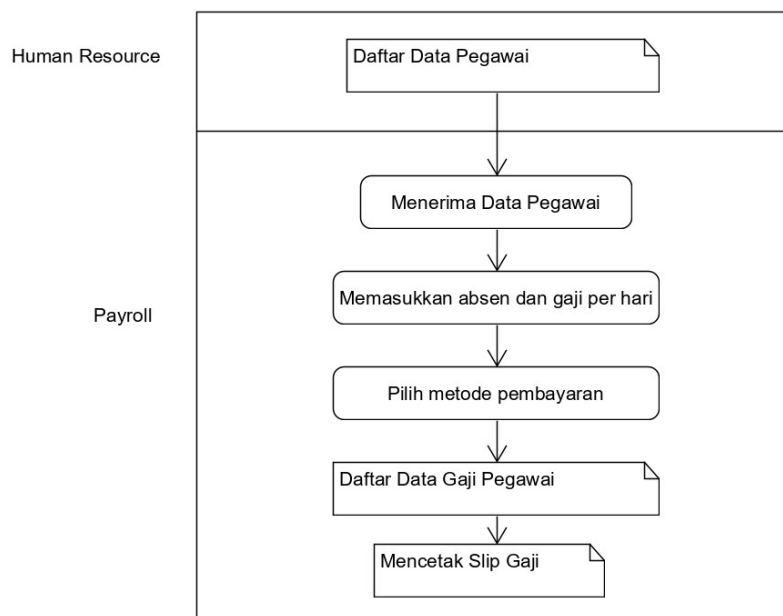 Human Resource
Daftar Data Pegawai
Menerima Data Pegawai
Memasukkan absen dan gaji per hari
Payroll
Pilih metode pembayaran
Daftar Data Gaji Pegawai
Mencetak Slip Gaji